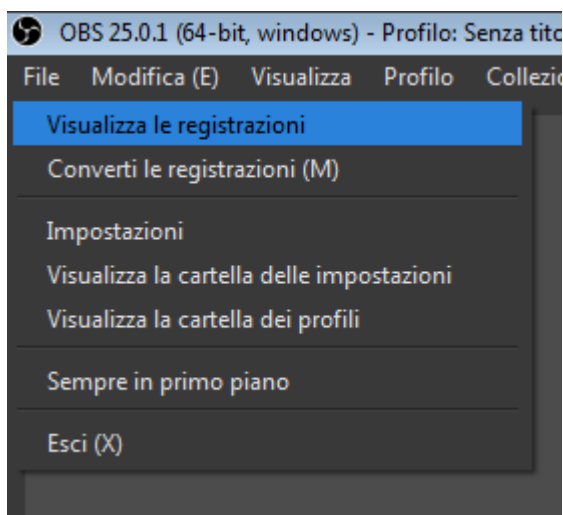 OBS 25.0.1 (64-bit, windows) - Profilo: Senza tito
File Modifica (E) Visualizza Profilo Collezio
Visualizza le registrazioni
Converti le registrazioni (M)
Impostazioni
Visualizza la cartella delle impostazioni
Visualizza la cartella dei profili
Sempre in primo piano
Esci (X)